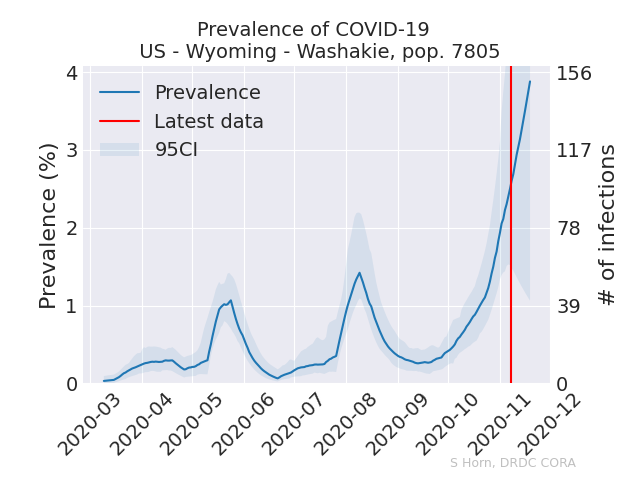 Prevalence of COVID-19
US - Wyoming - Washakie, pop. 7805
Prevalence
Latest data
95CI
Prevalence (%)
4
3
2
1
0
156
117
78
39
0
# of infections
2020-03
2020-04
2020-05
2020-06
2020-07
2020-08
2020-09
2020-10
2020-11
2020-12
S Horn, DRDC CORA